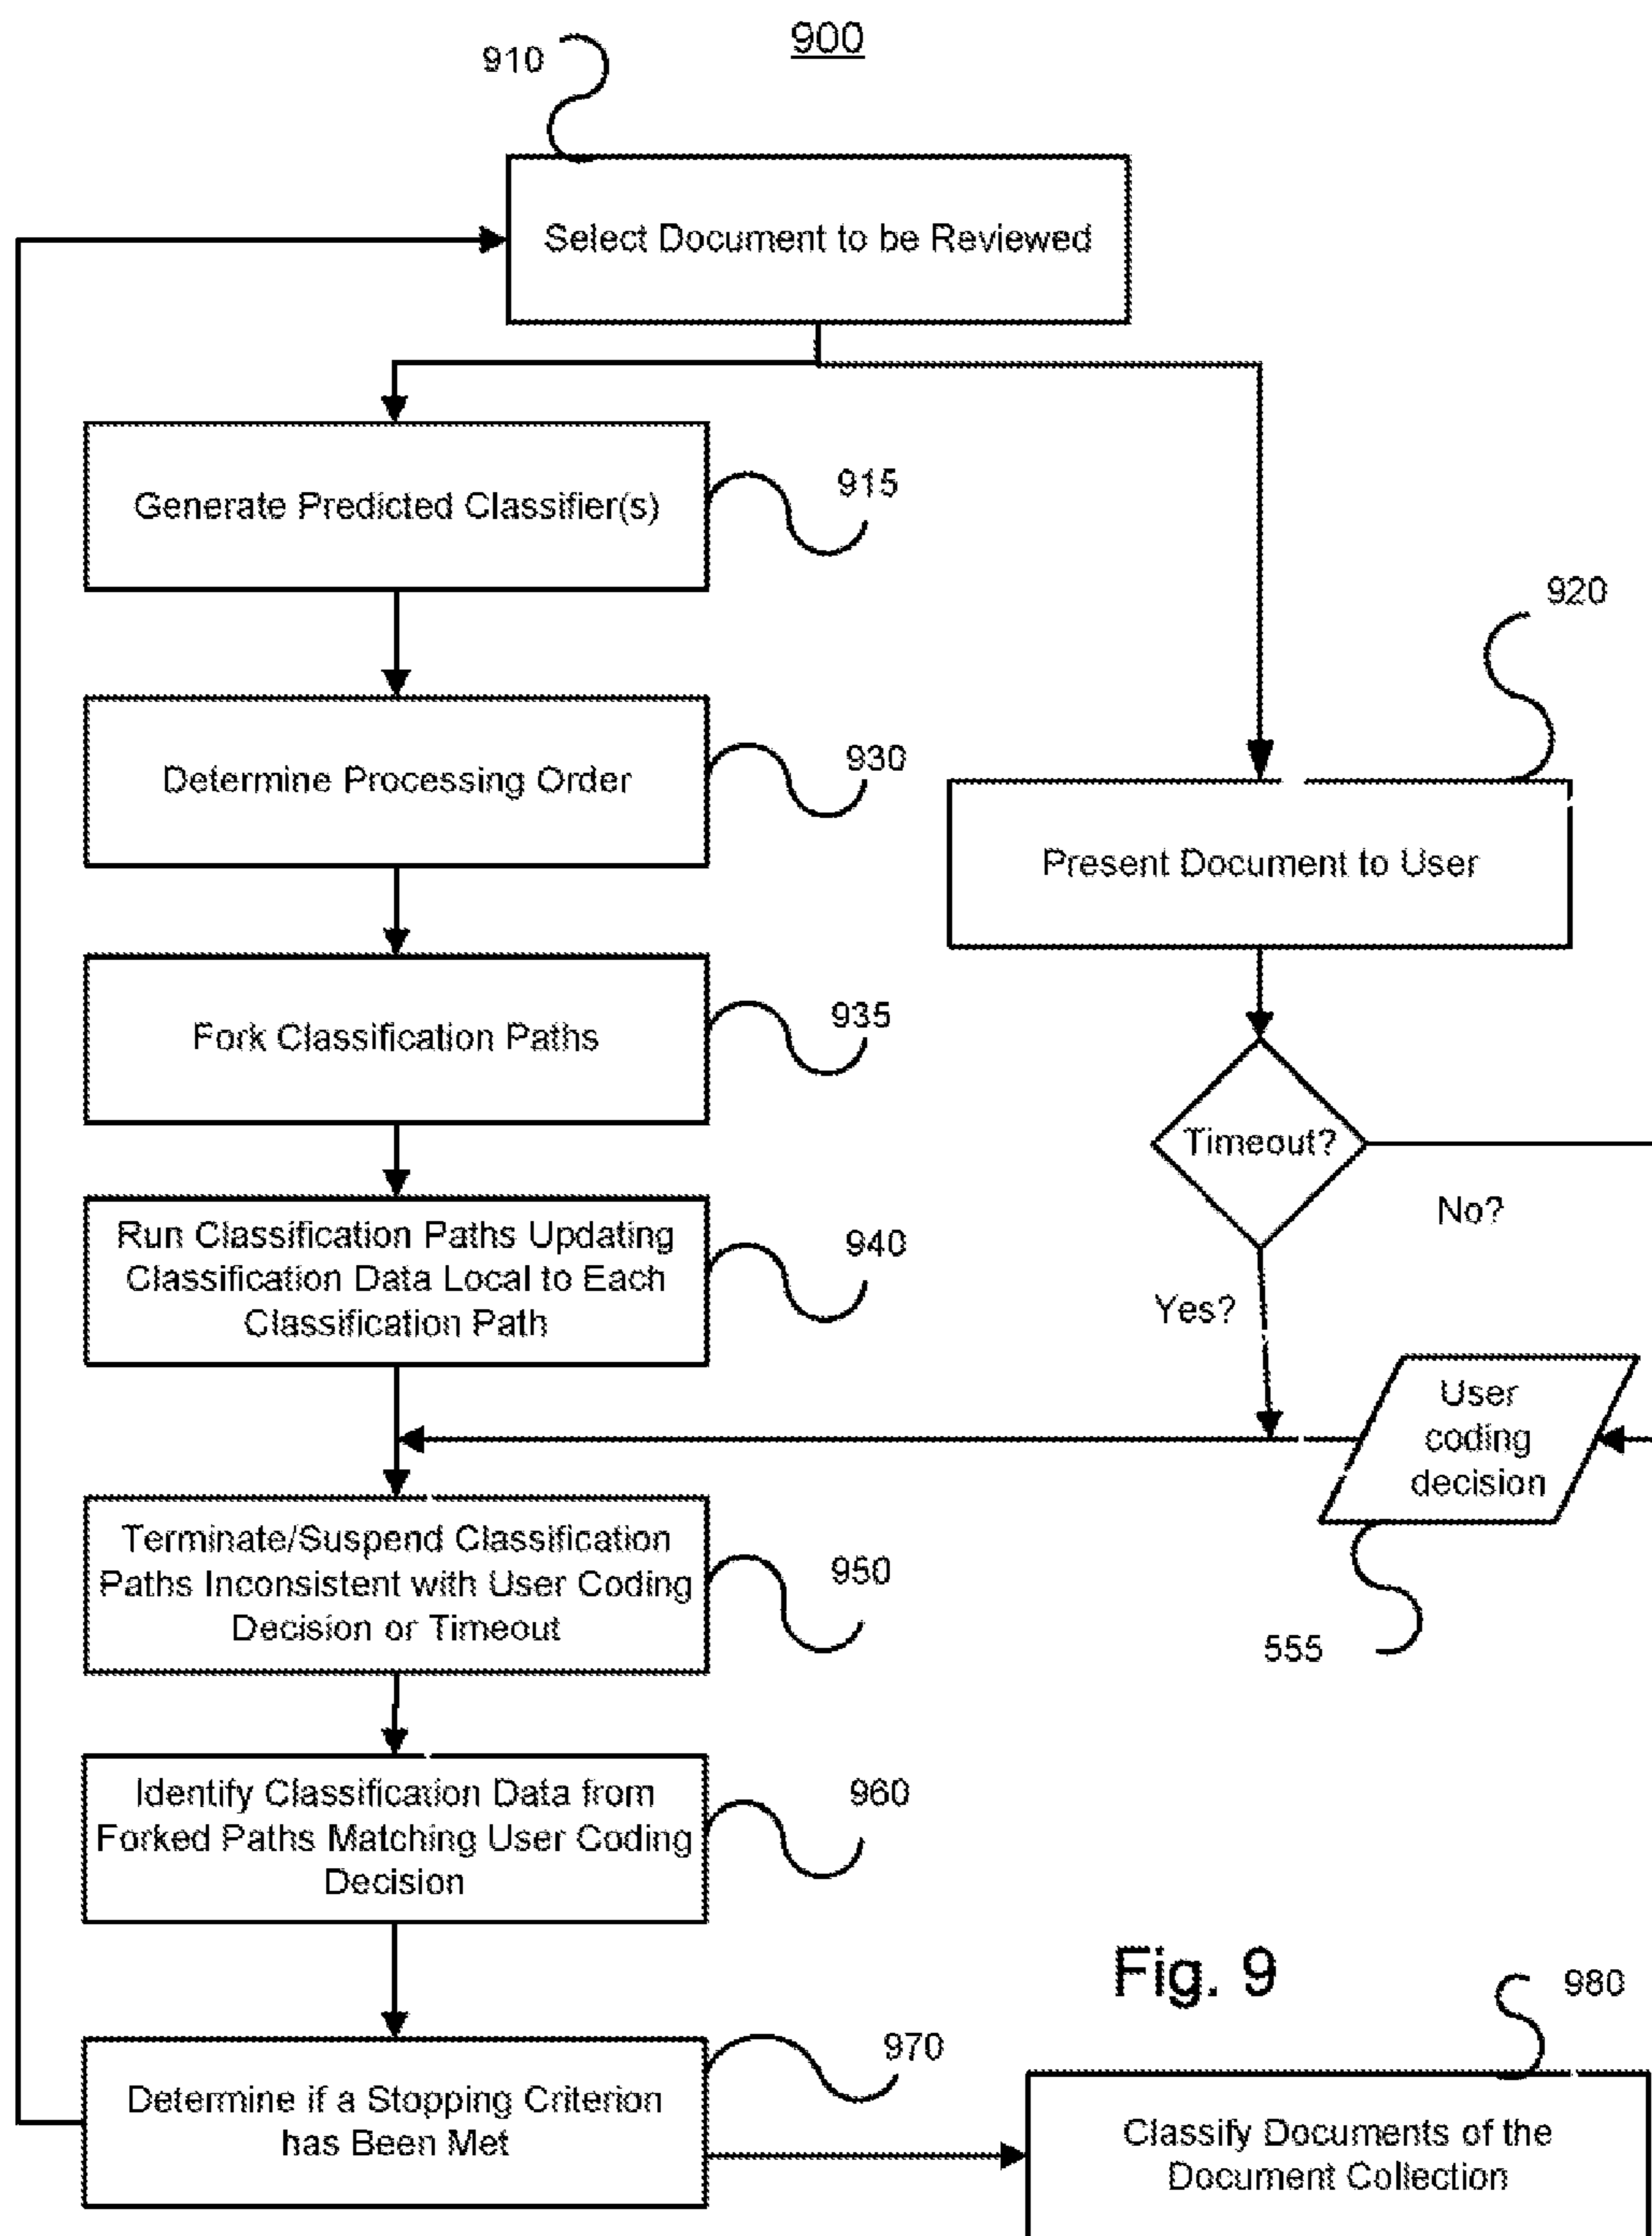 900
910
Select Document to be Reviewed
Generate Predicted Classifier(s)
915
920
Determine Processing Order
930
Present Document to User
Fork Classification Paths
935
Timeout?
No?
Run Classification Paths Updating
Classification Data Local to Each
Classification Path
940
Yes?
User
coding
decision
555
Terminate/Suspend Classification
Paths Inconsistent with User Coding
Decision or Timeout
950
Identify Classification Data from
Forked Paths Matching User Coding
Decision
960
Fig. 9
980
Determine if a Stopping Criterion
has Been Met
970
Classify Documents of the
Document Collection